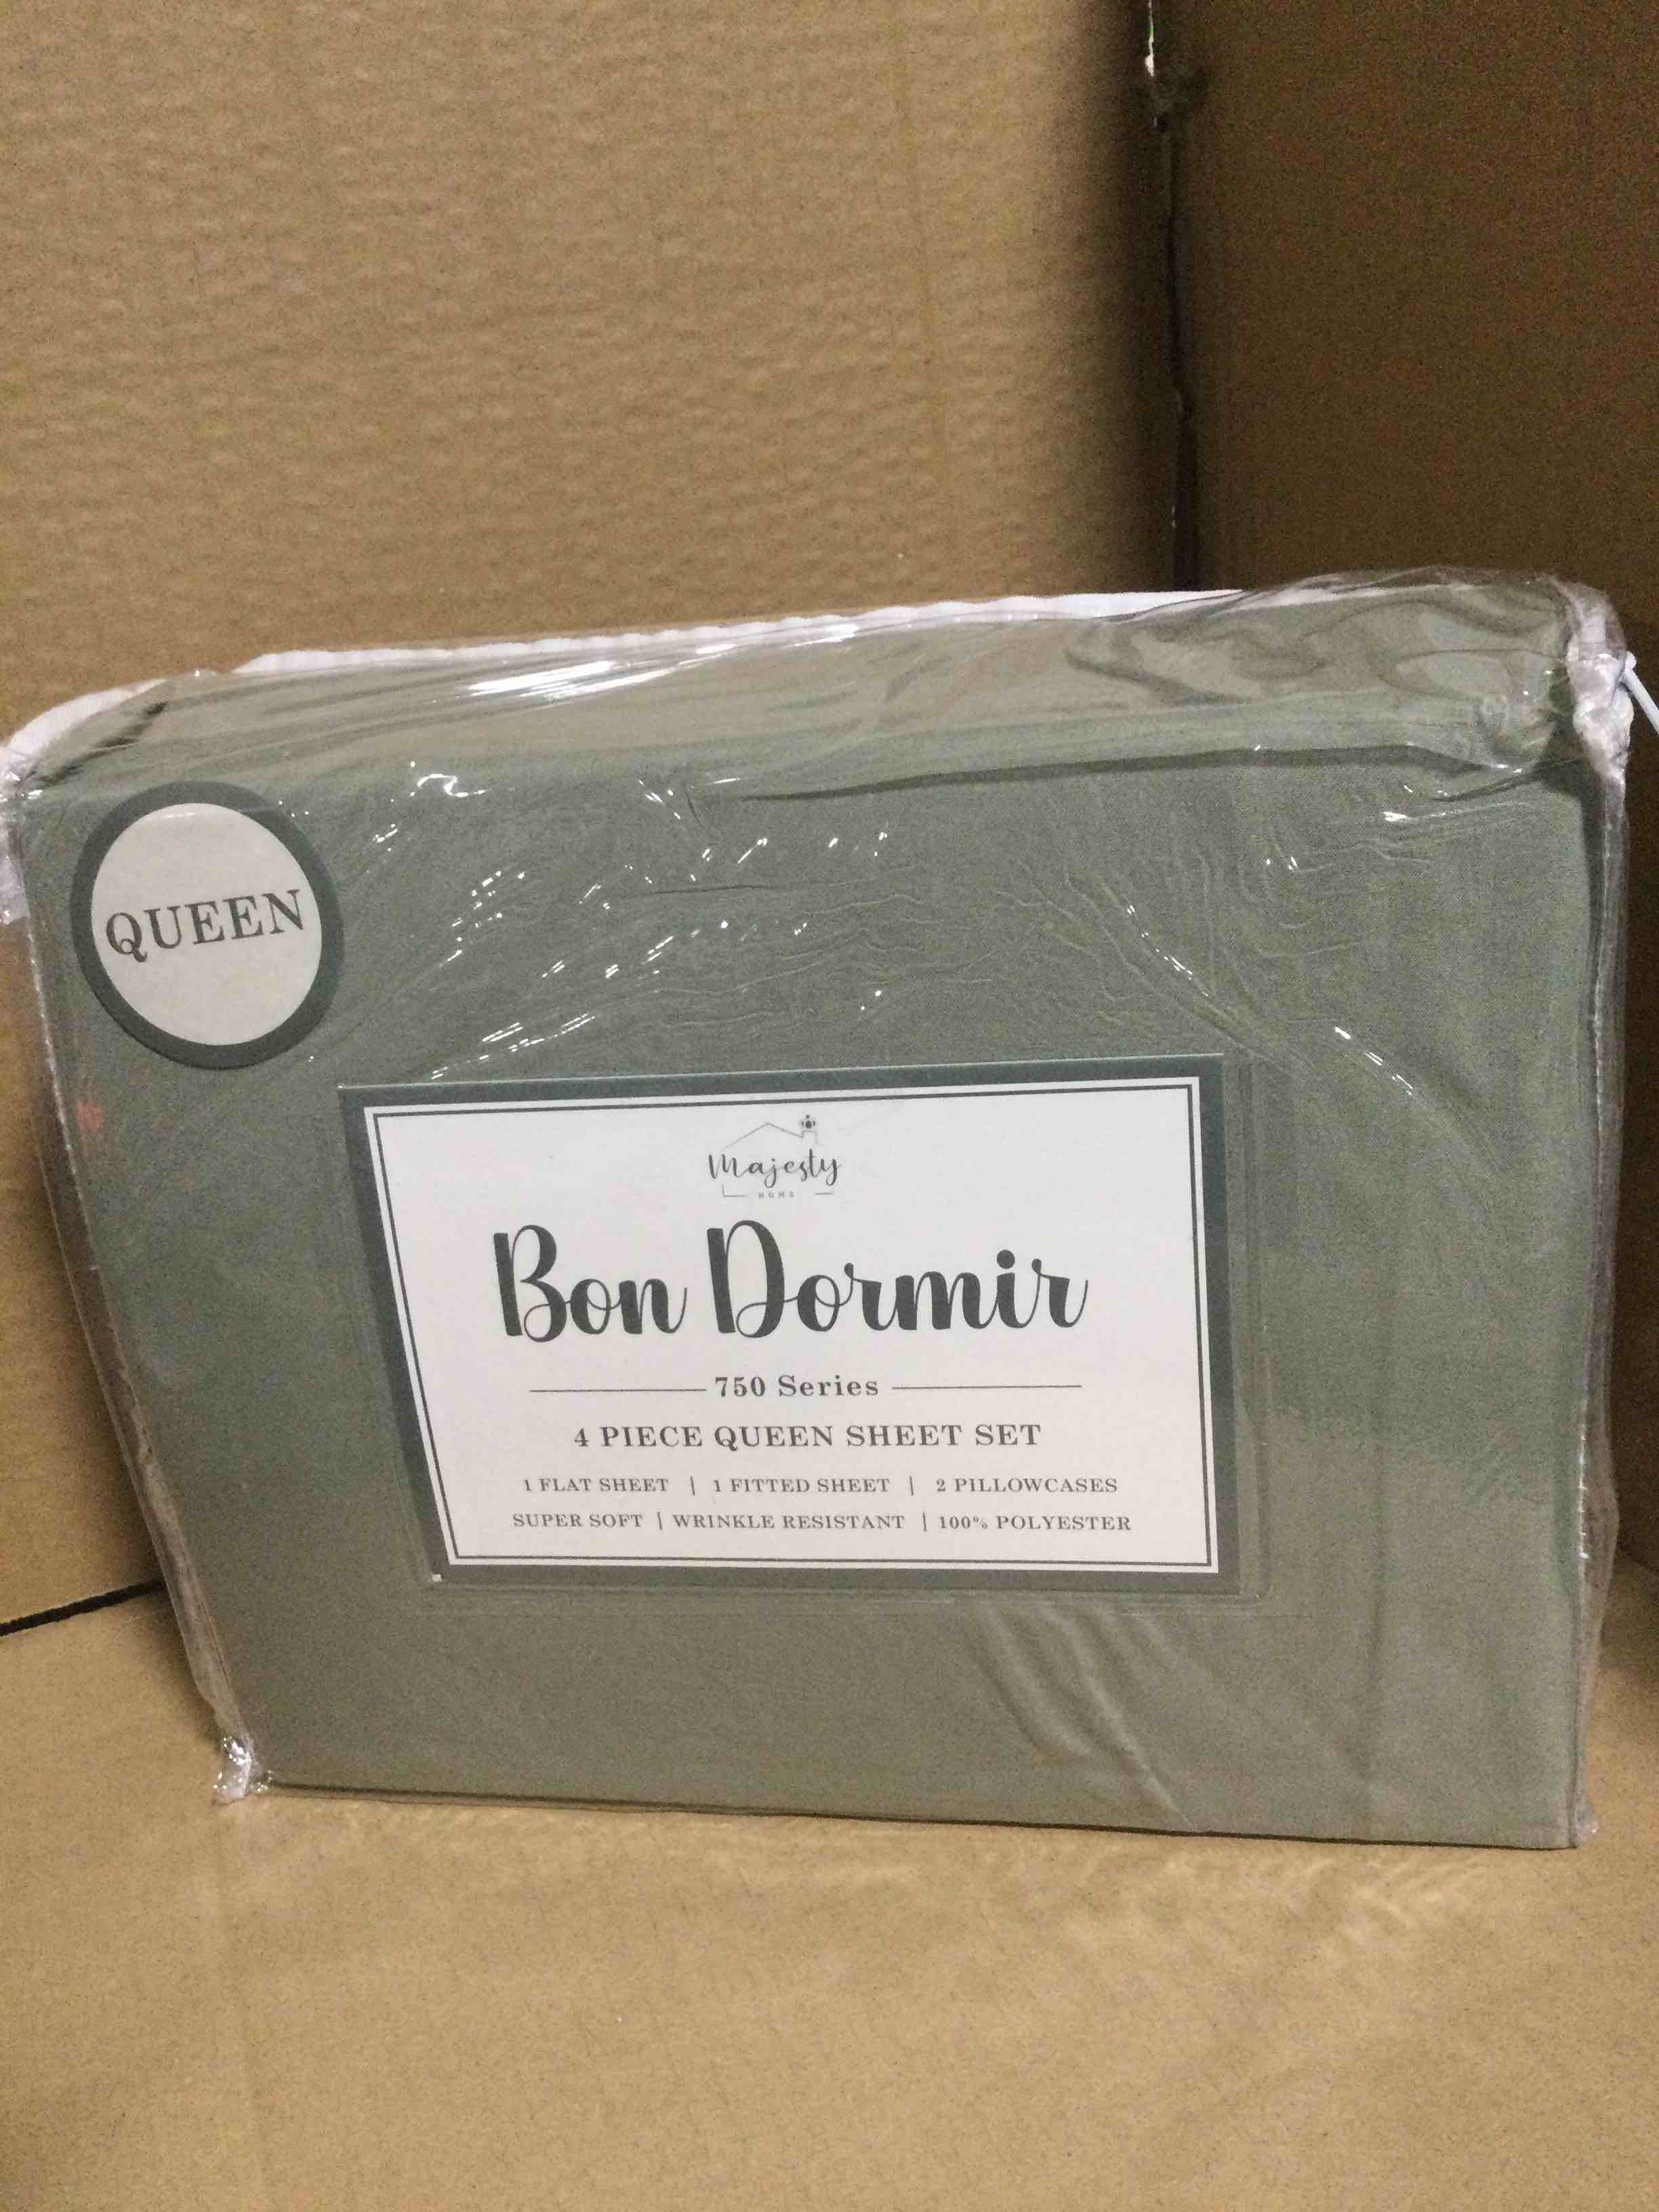 QUEEN
Majesty
HOME
Bon Dormir
750 Series
4 PIECE QUEEN SHEET SET
1 FLAT SHEET | 1 FITTED SHEET | 2 PILLOWCASES
SUPER SOFT | WRINKLE RESISTANT | 100% POLYESTER